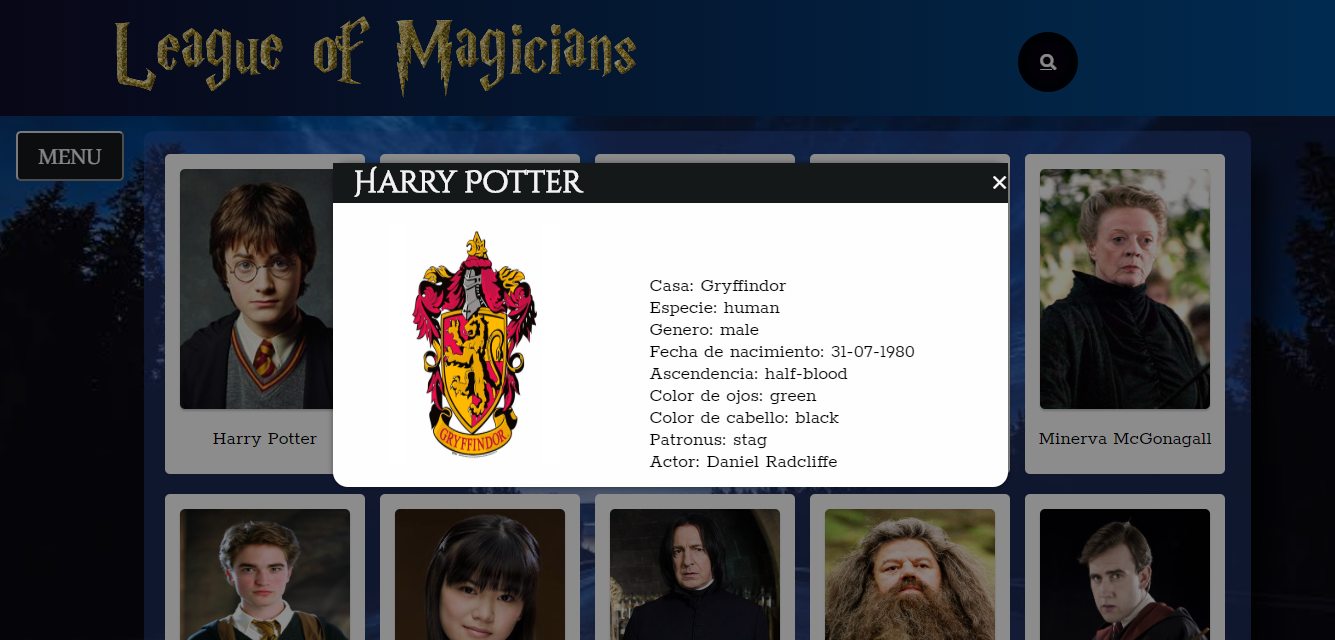 League of Magicians
MENU
Harry Potter
×
GRYFFINDOR
Casa: Gryffindor
Especie: human
Genero: male
Fecha de nacimiento: 31-07-1980
Ascendencia: half-blood
Color de ojos: green
Color de cabello: black
Patronus: stag
Actor: Daniel Radcliffe
Harry Potter
Minerva McGonagall